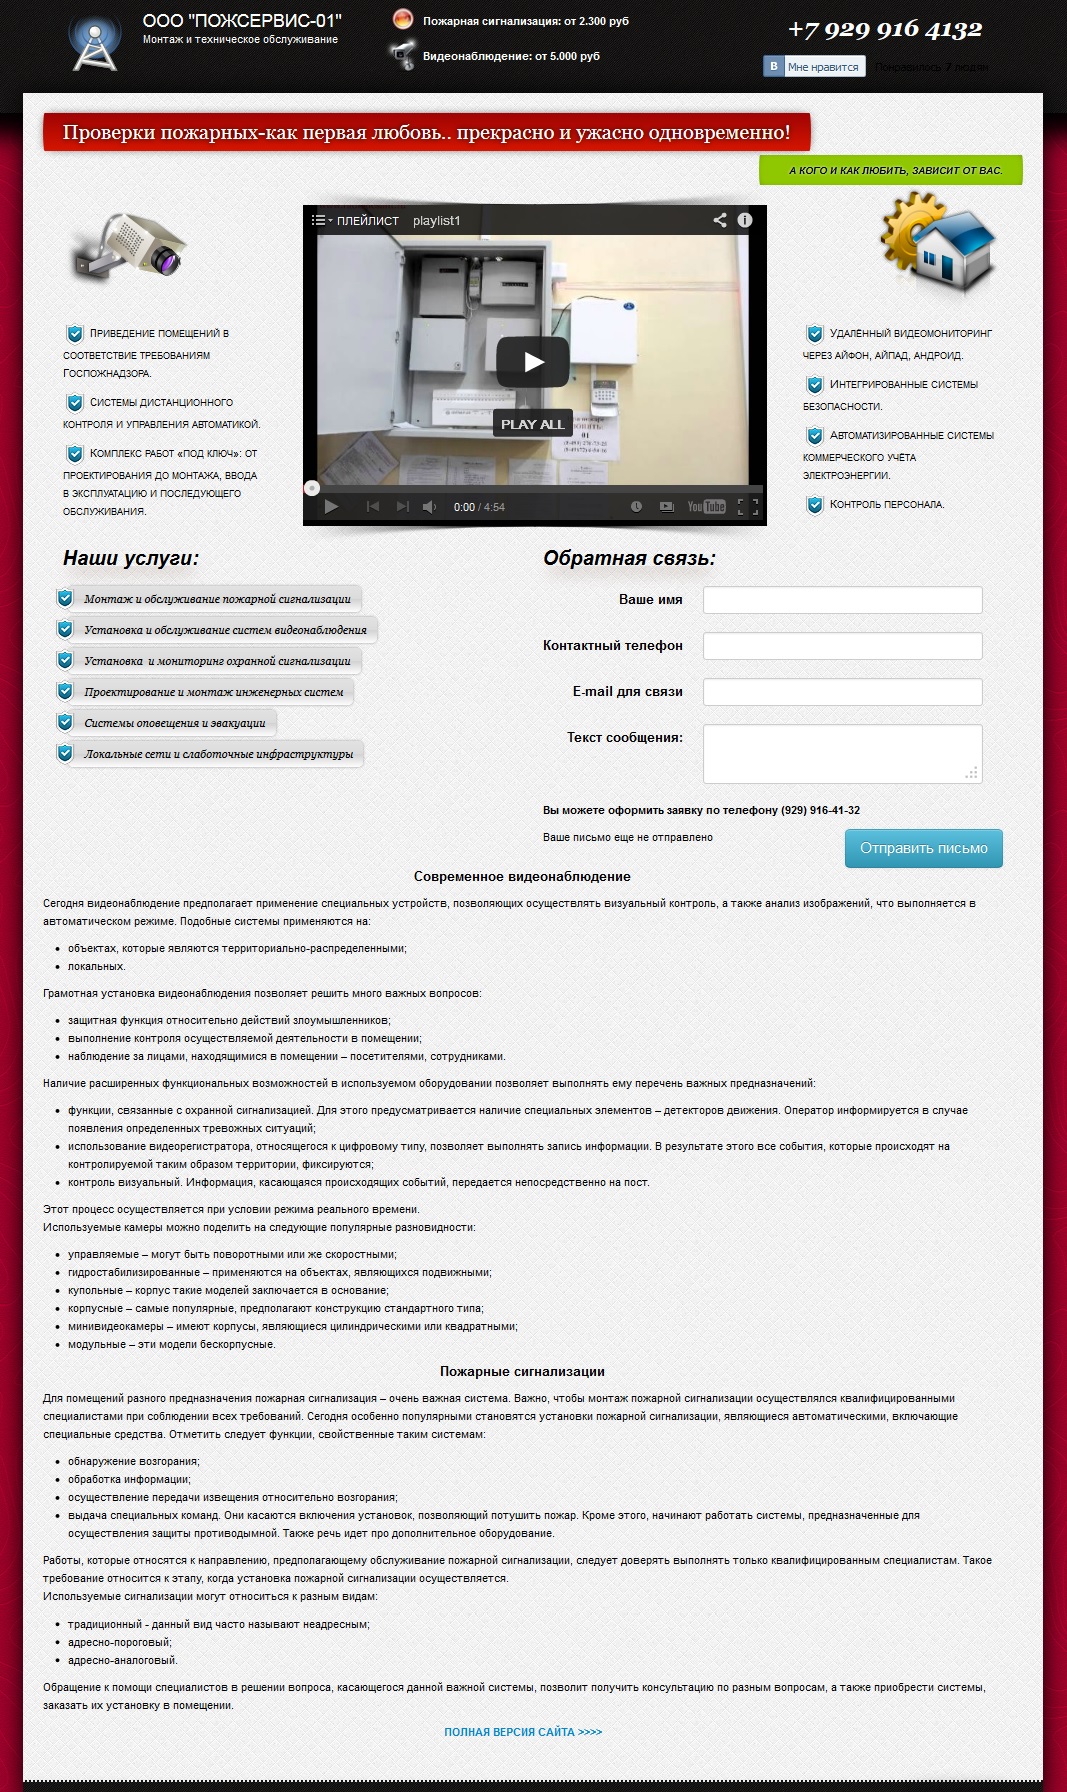 ООО "ПОЖСЕРВИС-01"
Монтаж и техническое обслуживание
Пожарная сигнализация: от 2.300 руб
Видеонаблюдение: от 5.000 руб
+7 929 916 4132
В Мне нравится Понравилось 7 людям
Проверки пожарных-как первая любовь.. прекрасно и ужасно одновременно!
А КОГО И КАК ЛЮБИТЬ, ЗАВИСИТ ОТ ВАС.
ПЛЕЙЛИСТ playlist1
PLAY ALL
01
0:00 / 4:54
YouTube
Приведение помещений в
соответствие требованиям
Госпожнадзора.
Системы дистанционного
контроля и управления автоматикой.
Комплекс работ «под ключ»: от
проектирования до монтажа, ввода
в эксплуатацию и последующего
обслуживания.
Удалённый видеомониторинг
через айфон, айпад, андроид.
Интегрированные системы
безопасности.
Автоматизированные системы
коммерческого учёта
электроэнергии.
Контроль персонала.
Наши услуги:
Монтаж и обслуживание пожарной сигнализации
Установка и обслуживание систем видеонаблюдения
Установка и мониторинг охранной сигнализации
Проектирование и монтаж инженерных систем
Системы оповещения и эвакуации
Локальные сети и слаботочные инфраструктуры
Обратная связь:
Ваше имя
Контактный телефон
E-mail для связи
Текст сообщения:
Вы можете оформить заявку по телефону (929) 916-41-32
Ваше письмо еще не отправлено
Отправить письмо
Современное видеонаблюдение
Сегодня видеонаблюдение предполагает применение специальных устройств, позволяющих осуществлять визуальный контроль, а также анализ изображений, что выполняется в
автоматическом режиме. Подобные системы применяются на:
• объектах, которые являются территориально-распределенными;
• локальных.
Грамотная установка видеонаблюдения позволяет решить много важных вопросов:
• защитная функция относительно действий злоумышленников;
• выполнение контроля осуществляемой деятельности в помещении;
• наблюдение за лицами, находящимися в помещении – посетителями, сотрудниками.
Наличие расширенных функциональных возможностей в используемом оборудовании позволяет выполнять ему перечень важных предназначений:
• функции, связанные с охранной сигнализацией. Для этого предусматривается наличие специальных элементов – детекторов движения. Оператор информируется в случае
появления определенных тревожных ситуаций;
• использование видеорегистратора, относящегося к цифровому типу, позволяет выполнять запись информации. В результате этого все события, которые происходят на
контролируемой таким образом территории, фиксируются;
• контроль визуальный. Информация, касающаяся происходящих событий, передается непосредственно на пост.
Этот процесс осуществляется при условии режима реального времени.
Используемые камеры можно поделить на следующие популярные разновидности:
• управляемые – могут быть поворотными или же скоростными;
• гидростабилизированные – применяются на объектах, являющихся подвижными;
• купольные – корпус такие моделей заключается в основание;
• корпусные – самые популярные, предполагают конструкцию стандартного типа;
• минивидеокамеры – имеют корпусы, являющиеся цилиндрическими или квадратными;
• модульные – эти модели бескорпусные.
Пожарные сигнализации
Для помещений разного предназначения пожарная сигнализация – очень важная система. Важно, чтобы монтаж пожарной сигнализации осуществлялся квалифицированными
специалистами при соблюдении всех требований. Сегодня особенно популярными становятся установки пожарной сигнализации, являющиеся автоматическими, включающие
специальные средства. Отметить следует функции, свойственные таким системам:
• обнаружение возгорания;
• обработка информации;
• осуществление передачи извещения относительно возгорания;
• выдача специальных команд. Они касаются включения установок, позволяющий потушить пожар. Кроме этого, начинают работать системы, предназначенные для
осуществления защиты противодымной. Также речь идет про дополнительное оборудование.
Работы, которые относятся к направлению, предполагающему обслуживание пожарной сигнализации, следует доверять выполнять только квалифицированным специалистам. Такое
требование относится к этапу, когда установка пожарной сигнализации осуществляется.
Используемые сигнализации могут относиться к разным видам:
• традиционный - данный вид часто называют неадресным;
• адресно-пороговый;
• адресно-аналоговый.
Обращение к помощи специалистов в решении вопроса, касающегося данной важной системы, позволит получить консультацию по разным вопросам, а также приобрести системы,
заказать их установку в помещении.
ПОЛНАЯ ВЕРСИЯ САЙТА >>>>